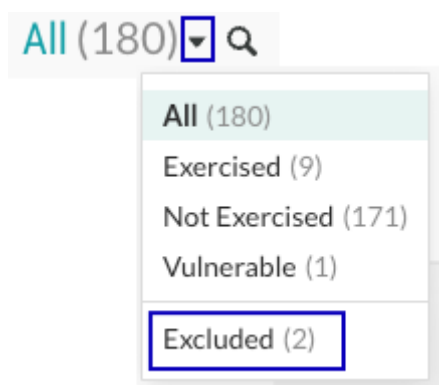 All (180)
All (180)
Exercised (9)
Not Exercised (171)
Vulnerable (1)
Excluded (2)